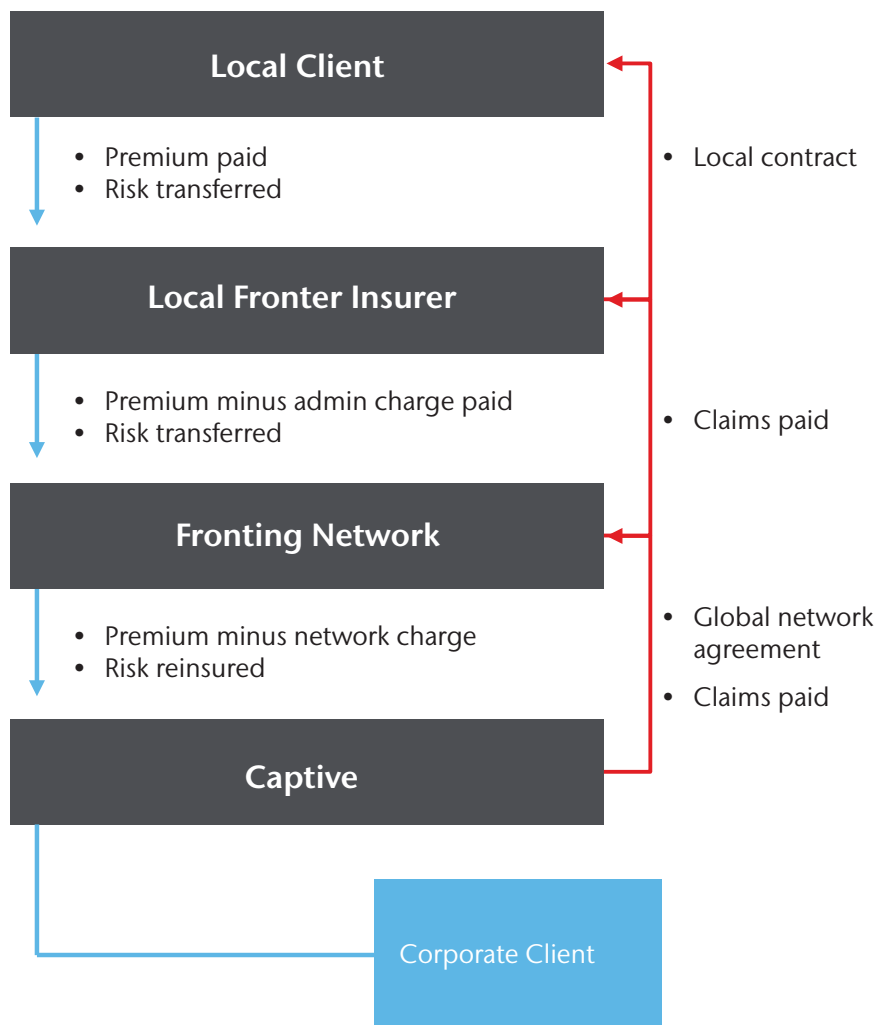 Local Client
• Premium paid
• Risk transferred
• Local contract
Local Fronter Insurer
• Premium minus admin charge paid
• Risk transferred
• Claims paid
Fronting Network
• Premium minus network charge
• Risk reinsured
• Global network
agreement
• Claims paid
Captive
Corporate Client